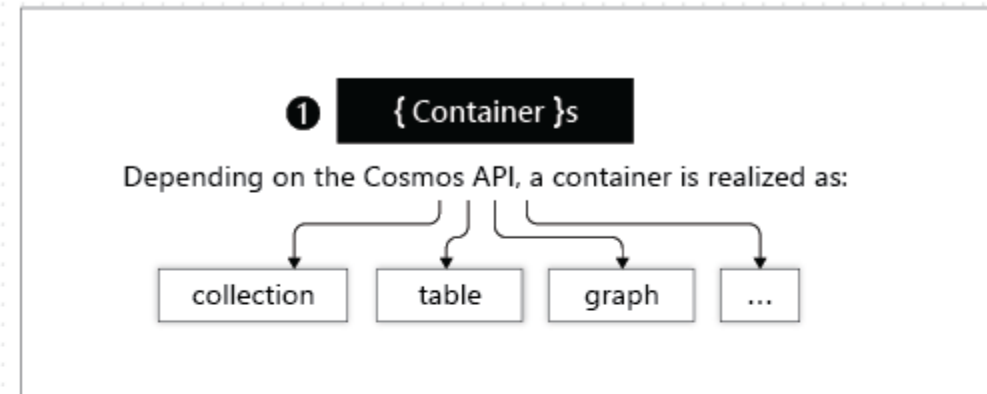 ❶ { Container }s
Depending on the Cosmos API, a container is realized as:
collection table graph ...